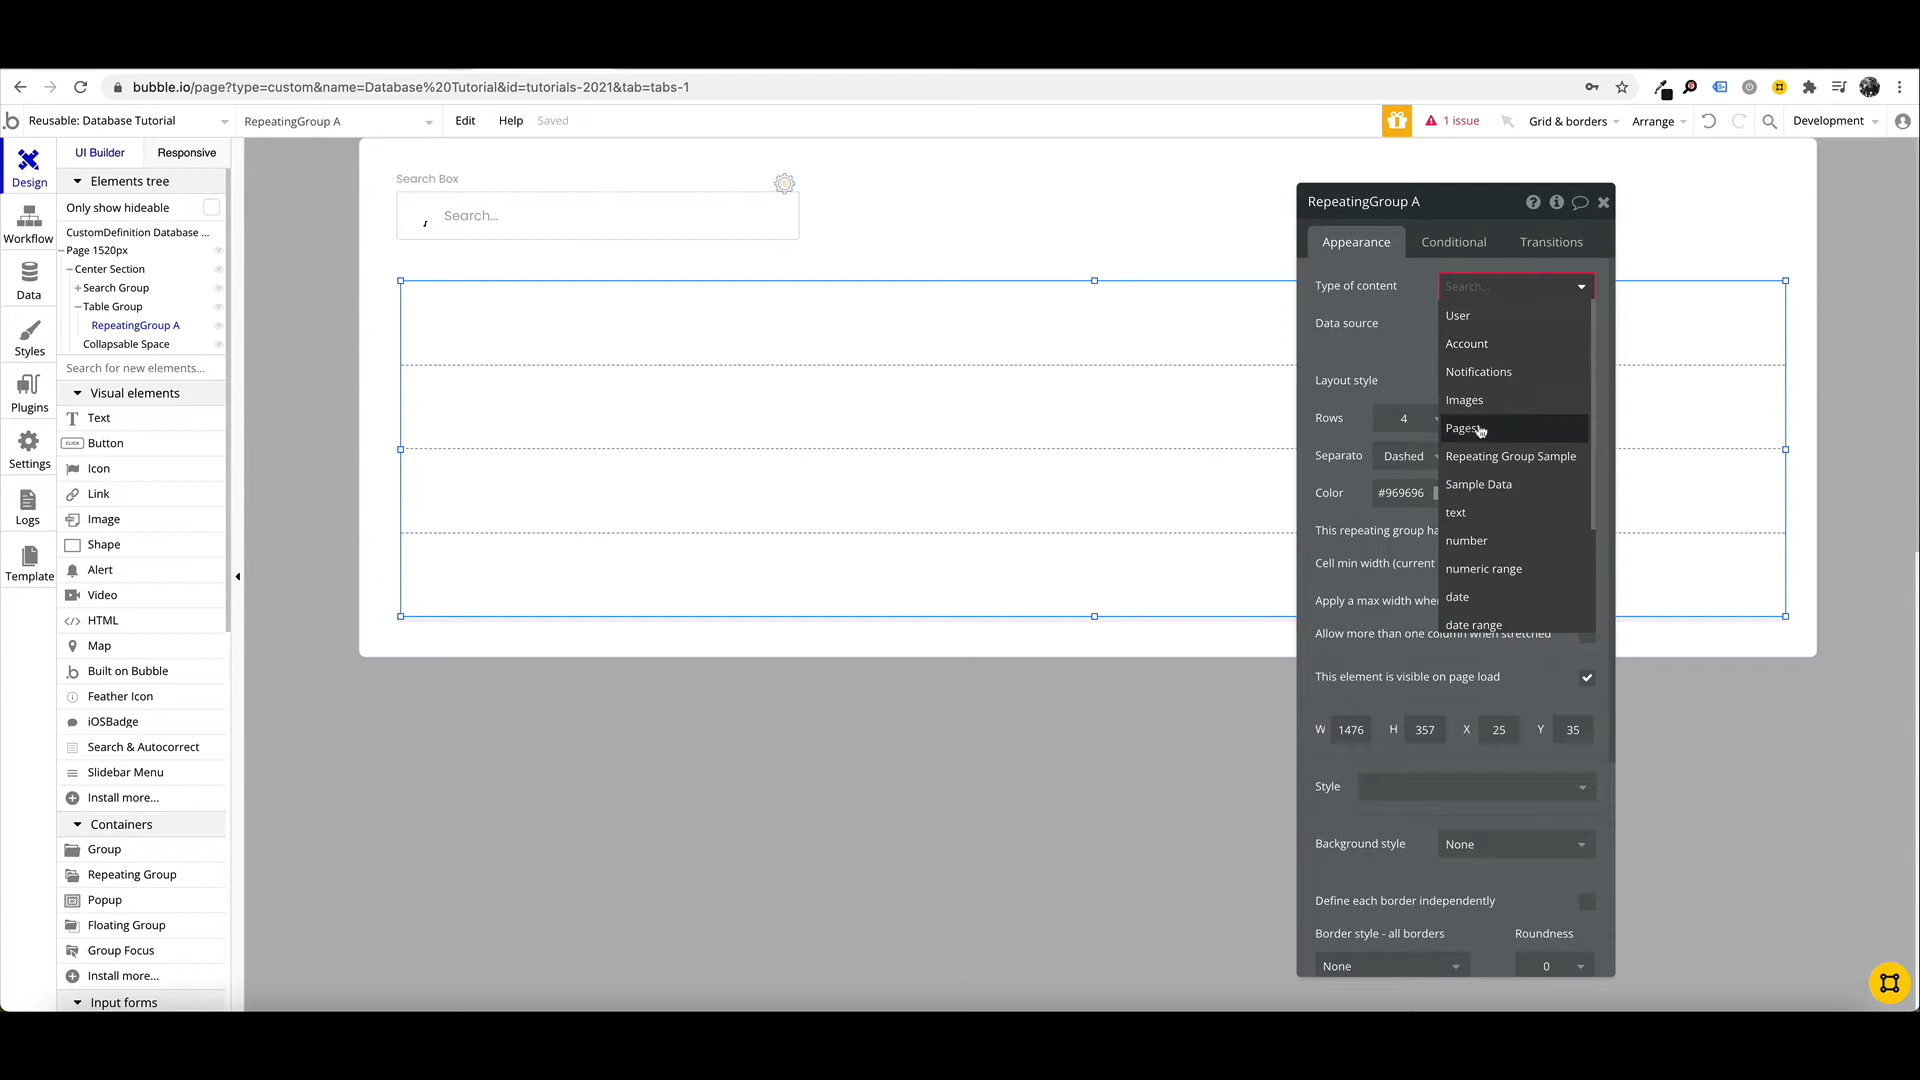 bubble.io/page?type=custom&name=Database%20Tutorial&id=tutorials-2021&tab=tabs-1
Reusable: Database Tutorial
RepeatingGroup A
Edit
Help
Saved
1 issue
Grid & borders
Arrange
Development
Design
Workflow
Data
Styles
Plugins
Settings
Logs
Template
UI Builder
Responsive
Elements tree
Only show hideable
CustomDefinition Database ...
Page 1520px
Center Section
Search Group
Table Group
RepeatingGroup A
Collapsable Space
Search for new elements...
Visual elements
Text
CLICK Button
Icon
Link
Image
Shape
Alert
Video
HTML
Map
Built on Bubble
Feather Icon
iOSBadge
Search & Autocorrect
Slidebar Menu
Install more...
Containers
Group
Repeating Group
Popup
Floating Group
Group Focus
Install more...
Input forms
Search Box
Search...
RepeatingGroup A
Appearance
Conditional
Transitions
Type of content
Search...
User
Account
Notifications
Images
Pages
Repeating Group Sample
Sample Data
text
number
numeric range
date
date range
Data source
Layout style
Rows 4
Separato Dashed
Color #969696
This repeating group ha
Cell min width (current
Apply a max width whe
Allow more than one column when stretched
This element is visible on page load
W 1476 H 357 X 25 Y 35
Style
Background style None
Define each border independently
Border style - all borders Roundness
None 0